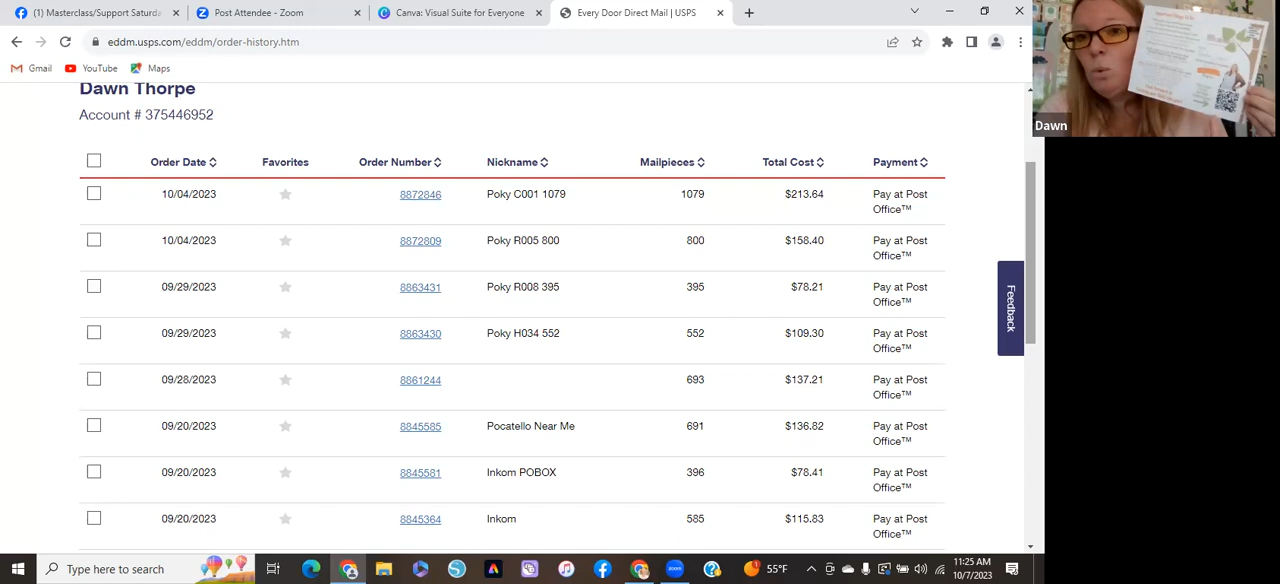 (1) Masterclass/Support Saturda
Post Attendee - Zoom
Canva: Visual Suite for Everyone
Every Door Direct Mail | USPS
eddm.usps.com/eddm/order-history.htm
Gmail YouTube Maps
Dawn Thorpe
Account # 375446952
Order Date Favorites Order Number Nickname Mailpieces Total Cost Payment
10/04/2023 8872846 Poky C001 1079 1079 $213.64 Pay at Post
Office™
10/04/2023 8872809 Poky R005 800 800 $158.40 Pay at Post
Office™
09/29/2023 8863431 Poky R008 395 395 $78.21 Pay at Post
Office™
09/29/2023 8863430 Poky H034 552 552 $109.30 Pay at Post
Office™
09/28/2023 8861244 693 $137.21 Pay at Post
Office™
09/20/2023 8845585 Pocatello Near Me 691 $136.82 Pay at Post
Office™
09/20/2023 8845581 Inkom POBOX 396 $78.41 Pay at Post
Office™
09/20/2023 8845364 Inkom 585 $115.83 Pay at Post
Office™
Feedback
Dawn
Type here to search
zoom
55°F
11:25 AM
10/7/2023